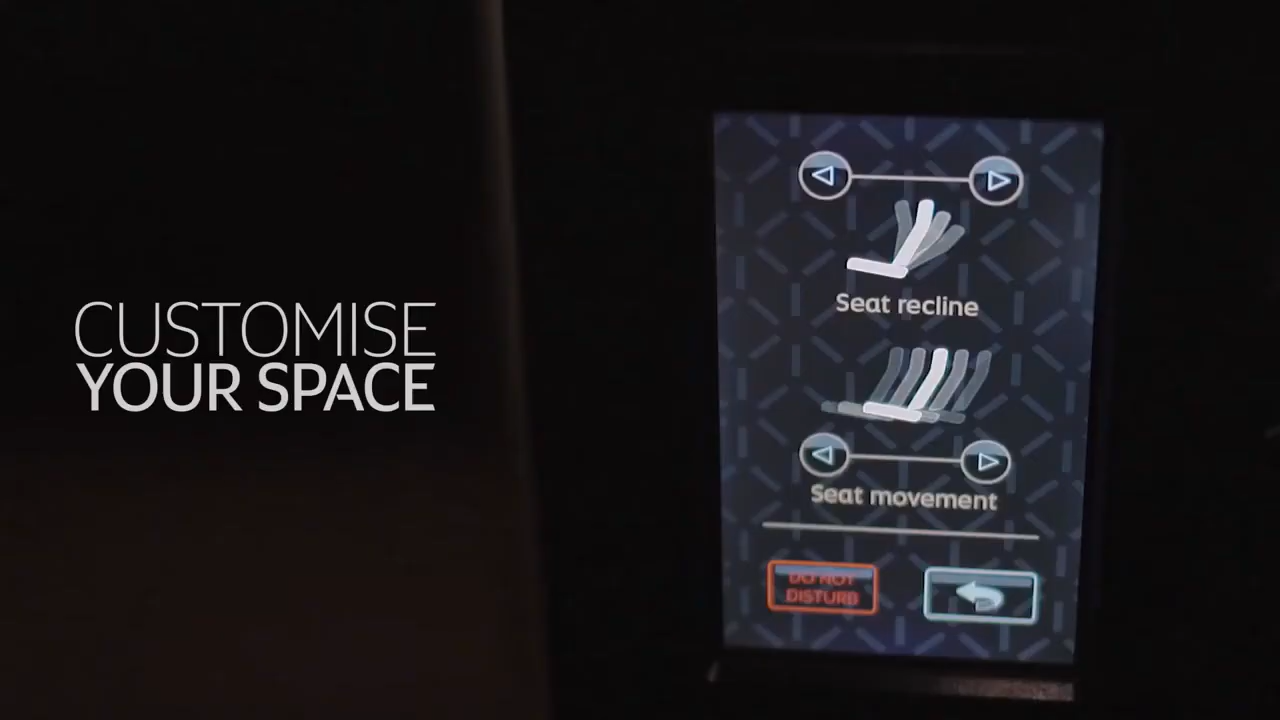 CUSTOMISE
YOUR SPACE
Seat recline
Seat movement
DO NOT
DISTURB